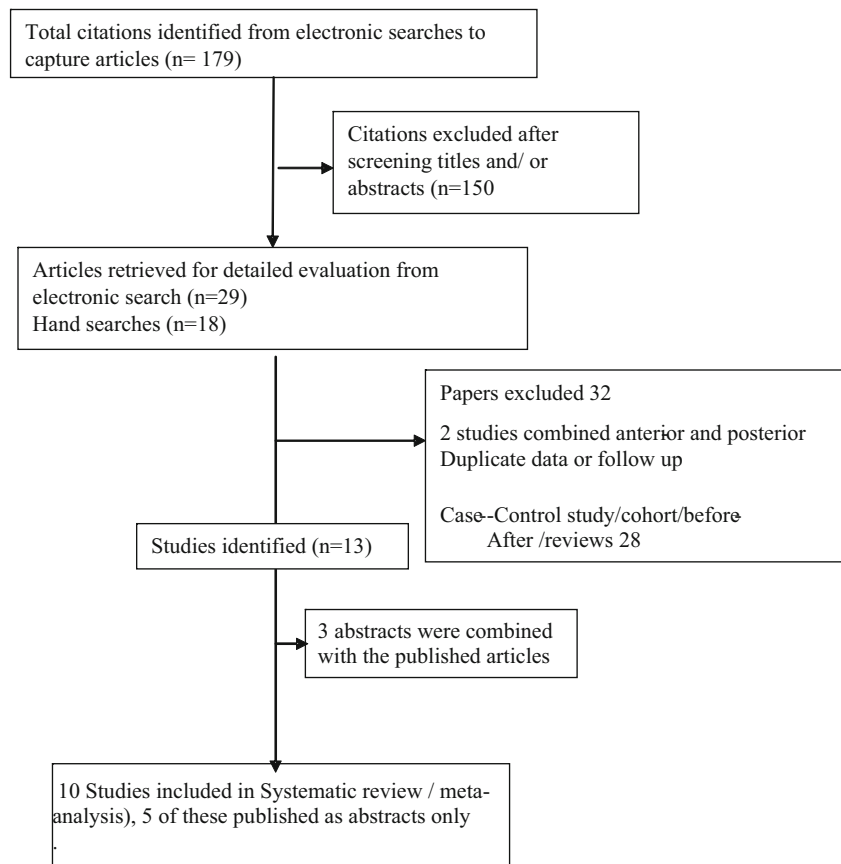 Total citations identified from electronic searches to
capture articles (n= 179)
Citations excluded after
screening titles and/ or
abstracts (n=150
Articles retrieved for detailed evaluation from
electronic search (n=29)
Hand searches (n=18)
Papers excluded 32
2 studies combined anterior and posterior
Duplicate data or follow up
Case--Control study/cohort/before-
After /reviews 28
Studies identified (n=13)
3 abstracts were combined
with the published articles
10 Studies included in Systematic review / meta-
analysis), 5 of these published as abstracts only
.